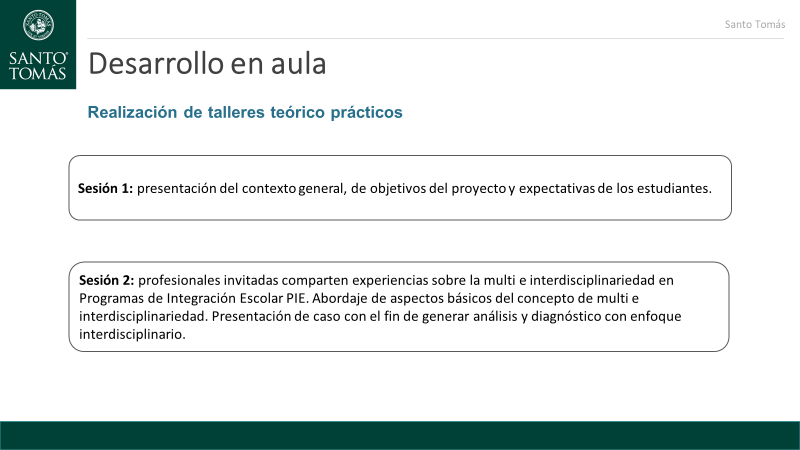 Santo Tomás
SANTO
TOMÁS
Desarrollo en aula
Realización de talleres teórico prácticos
Sesión 1: presentación del contexto general, de objetivos del proyecto y expectativas de los estudiantes.
Sesión 2: profesionales invitadas comparten experiencias sobre la multi e interdisciplinariedad en
Programas de Integración Escolar PIE. Abordaje de aspectos básicos del concepto de multi e
interdisciplinariedad. Presentación de caso con el fin de generar análisis y diagnóstico con enfoque
interdisciplinario.